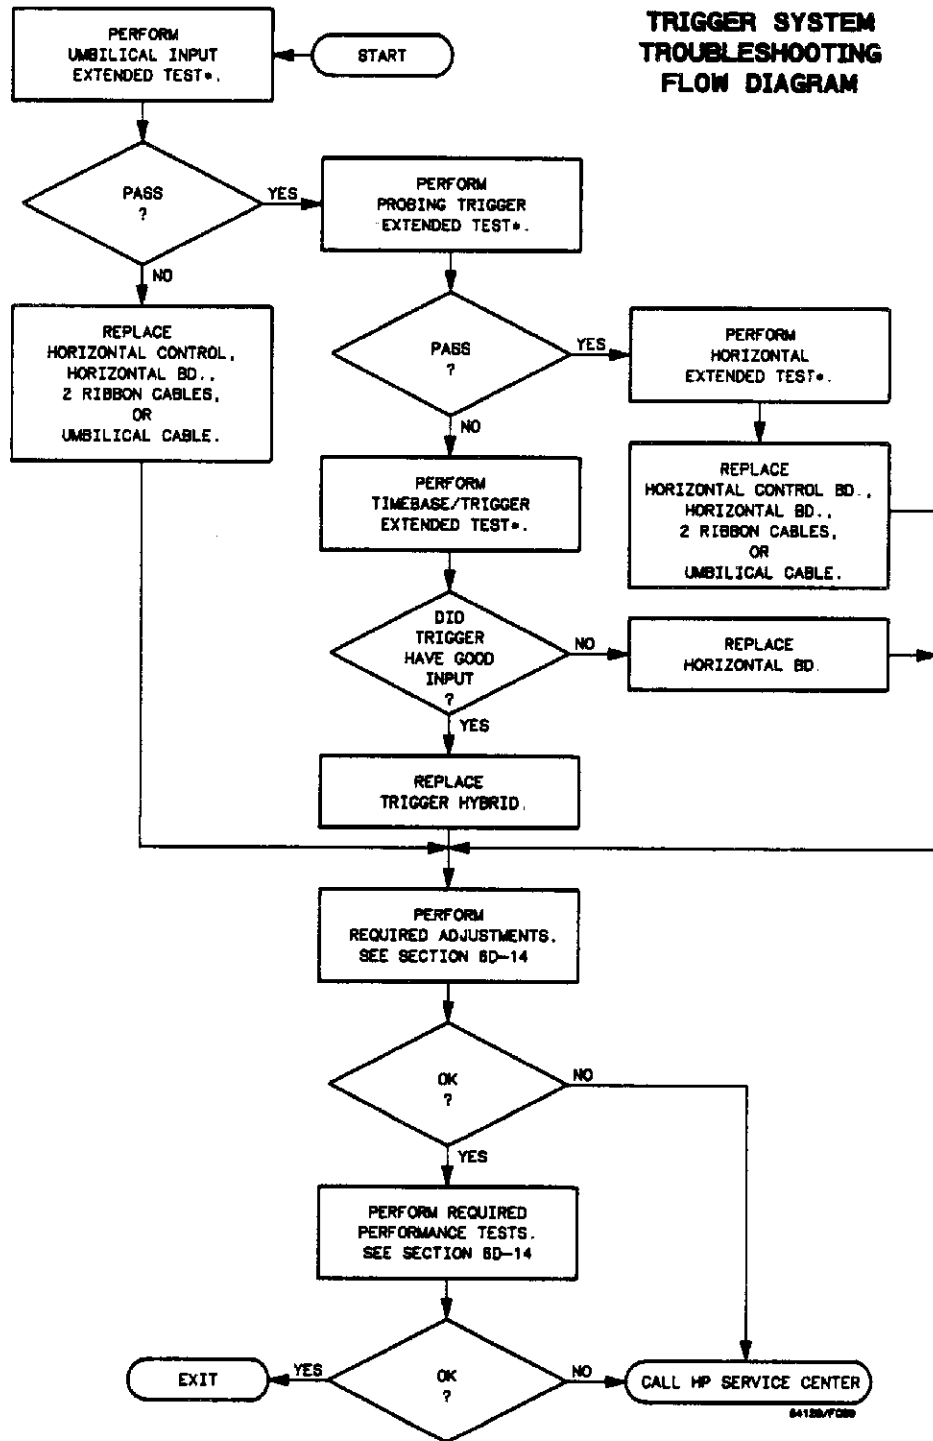 TRIGGER SYSTEM
TROUBLESHOOTING
FLOW DIAGRAM
START
PERFORM
UMBILICAL INPUT
EXTENDED TEST*.
PASS
?
YES
NO
PERFORM
PROBING TRIGGER
EXTENDED TEST*.
REPLACE
HORIZONTAL CONTROL,
HORIZONTAL BD.,
2 RIBBON CABLES,
OR
UMBILICAL CABLE.
PASS
?
YES
NO
PERFORM
HORIZONTAL
EXTENDED TEST*.
PERFORM
TIMEBASE/TRIGGER
EXTENDED TEST*.
REPLACE
HORIZONTAL CONTROL BD.,
HORIZONTAL BD.,
2 RIBBON CABLES,
OR
UMBILICAL CABLE.
DID
TRIGGER
HAVE GOOD
INPUT
?
NO
YES
REPLACE
HORIZONTAL BD.
REPLACE
TRIGGER HYBRID.
PERFORM
REQUIRED ADJUSTMENTS.
SEE SECTION 6D-14
OK
?
NO
YES
PERFORM REQUIRED
PERFORMANCE TESTS.
SEE SECTION 6D-14
OK
?
YES
NO
EXIT
CALL HP SERVICE CENTER